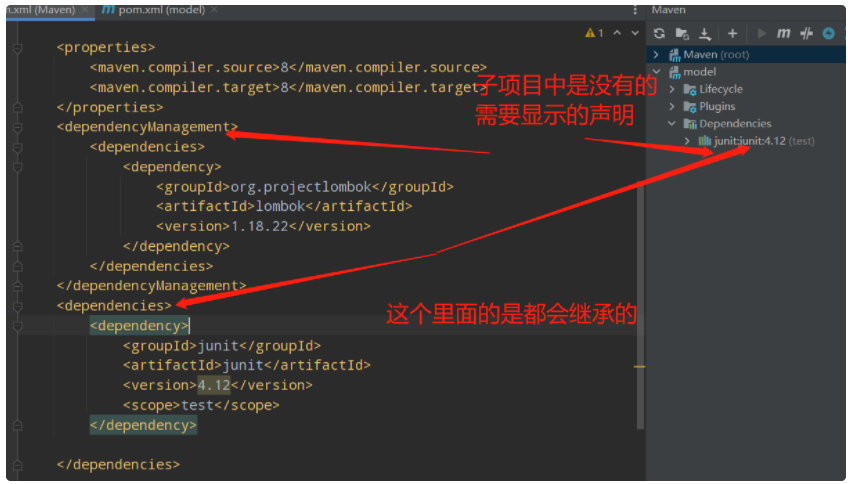 n.xml (Maven) × pom.xml (model) ×
<properties>
<maven.compiler.source>8</maven.compiler.source>
<maven.compiler.target>8</maven.compiler.target>
</properties>
<dependencyManagement>
<dependencies>
<dependency>
<groupId>org.projectlombok</groupId>
<artifactId>lombok</artifactId>
<version>1.18.22</version>
</dependency>
</dependencies>
</dependencyManagement>
<dependencies>
<dependency>
<groupId>junit</groupId>
<artifactId>junit</artifactId>
<version>4.12</version>
<scope>test</scope>
</dependency>
</dependencies>
1
子项目中是没有的
需要显示的声明
这个里面的是都会继承的
Maven
Maven (root)
model
Lifecycle
Plugins
Dependencies
junit:junit:4.12 (test)